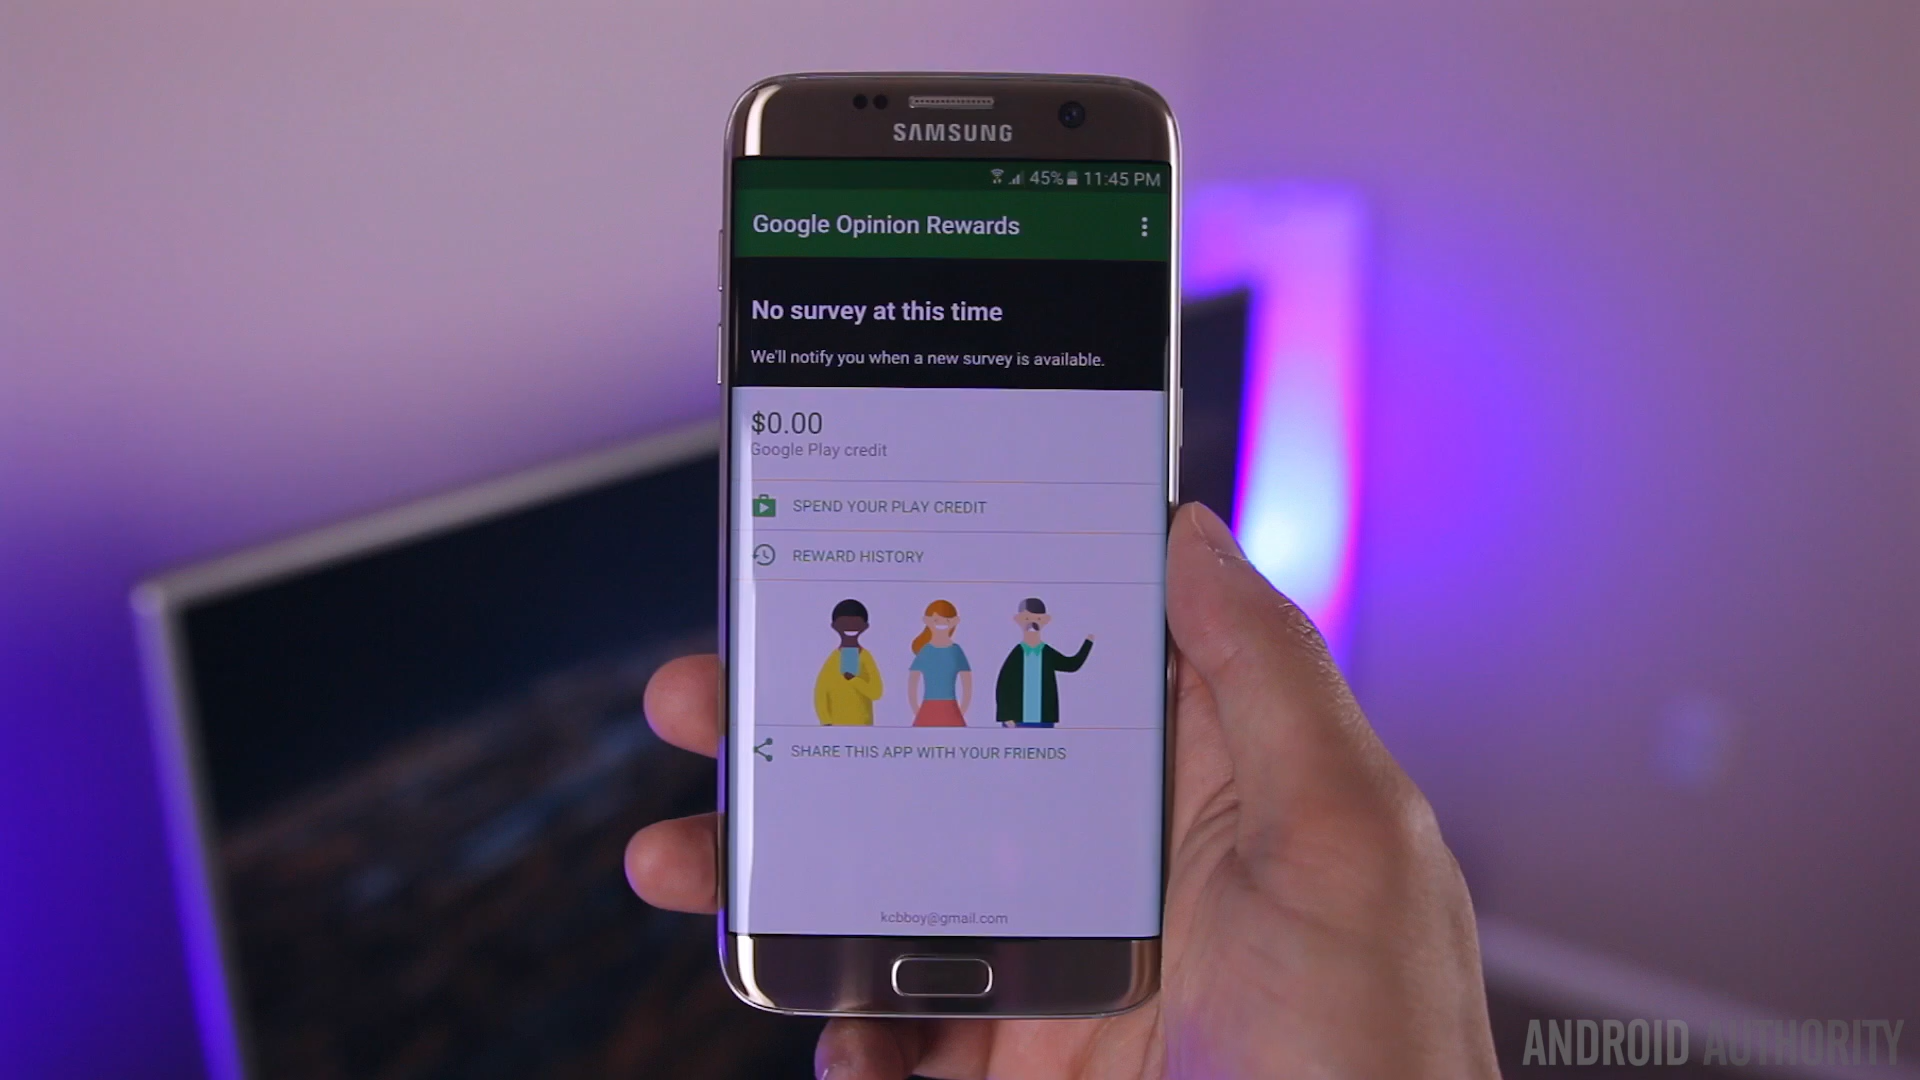 SAMSUNG
45% 11:45 PM
Google Opinion Rewards
No survey at this time
We'll notify you when a new survey is available.
$0.00
Google Play credit
SPEND YOUR PLAY CREDIT
REWARD HISTORY
SHARE THIS APP WITH YOUR FRIENDS
kcbboy@gmail.com
ANDROID AUTHORITY